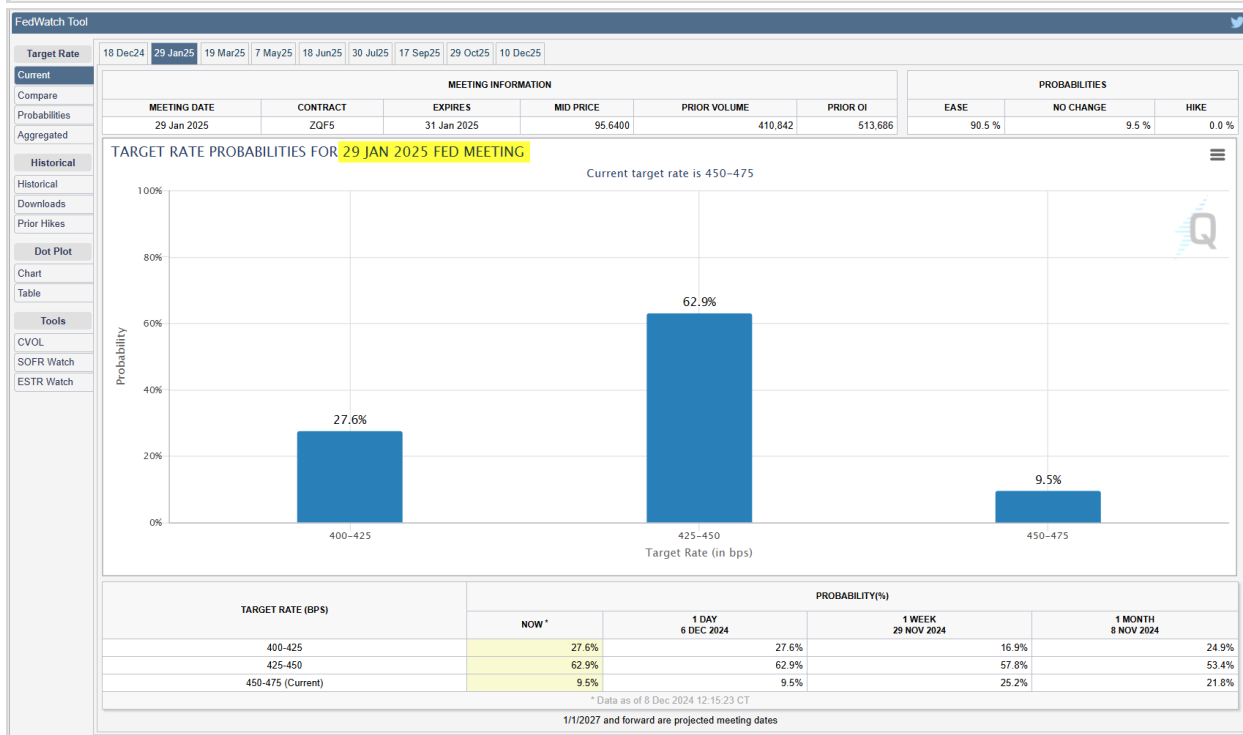 FedWatch Tool
Target Rate
Current
Compare
Probabilities
Aggregated
Historical
Historical
Downloads
Prior Hikes
Dot Plot
Chart
Table
Tools
CVOL
SOFR Watch
ESTR Watch
18 Dec24 29 Jan25 19 Mar25 7 May25 18 Jun25 30 Jul25 17 Sep25 29 Oct25 10 Dec25
MEETING INFORMATION
MEETING DATE CONTRACT EXPIRES MID PRICE PRIOR VOLUME PRIOR OI
29 Jan 2025 ZQF5 31 Jan 2025 95.6400 410,842 513,686
PROBABILITIES
EASE NO CHANGE HIKE
90.5 % 9.5 % 0.0 %
TARGET RATE PROBABILITIES FOR 29 JAN 2025 FED MEETING
Current target rate is 450-475
Q
Probability
100%
80%
60%
40%
20%
0%
27.6%
62.9%
9.5%
400-425 425-450 450-475
Target Rate (in bps)
TARGET RATE (BPS) PROBABILITY(%)
NOW * 1 DAY 1 WEEK 1 MONTH
6 DEC 2024 29 NOV 2024 8 NOV 2024
400-425 27.6% 27.6% 16.9% 24.9%
425-450 62.9% 62.9% 57.8% 53.4%
450-475 (Current) 9.5% 9.5% 25.2% 21.8%
* Data as of 8 Dec 2024 12:15:23 CT
1/1/2027 and forward are projected meeting dates